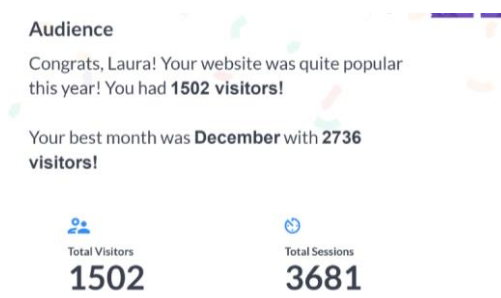 Audience
Congrats, Laura! Your website was quite popular
this year! You had 1502 visitors!
Your best month was December with 2736
visitors!
Total Visitors
Total Sessions
1502
3681